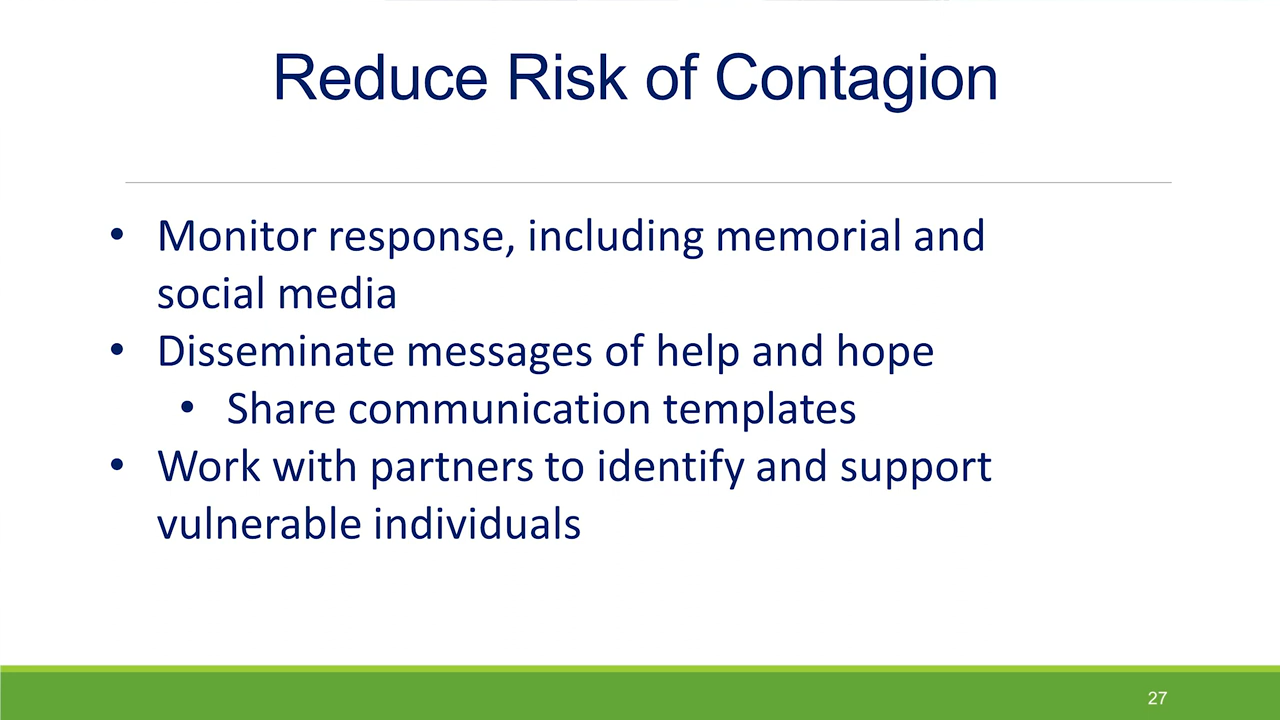 Reduce Risk of Contagion
• Monitor response, including memorial and
social media
• Disseminate messages of help and hope
• Share communication templates
• Work with partners to identify and support
vulnerable individuals
27